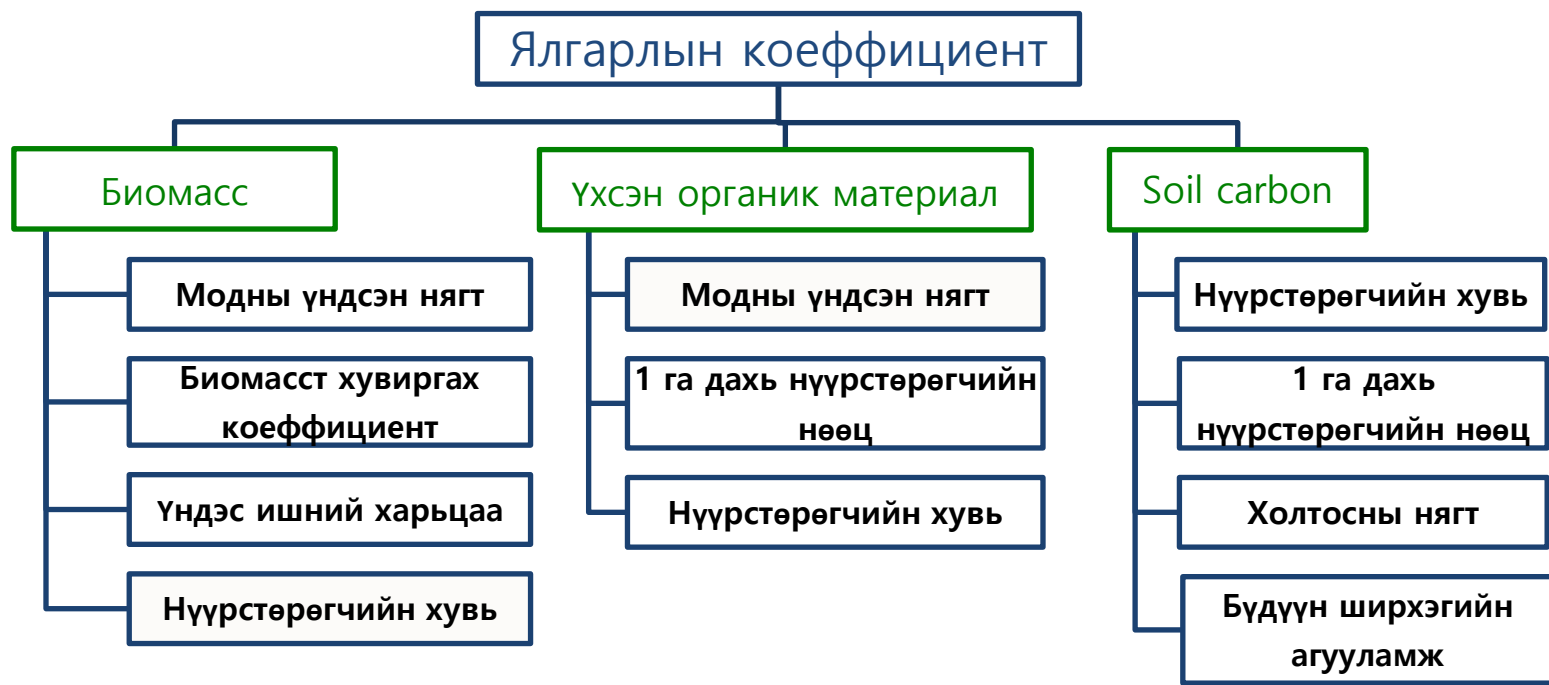 Ялгарлын коеффициент
Биомасс
Модны үндсэн нягт
Биомасст хувиргах
коеффициент
Үндэс ишний харьцаа
Нүүрстөрөгчийн хувь
Үхсэн органик материал
Модны үндсэн нягт
1 га дахь нүүрстөрөгчийн
нөөц
Нүүрстөрөгчийн хувь
Soil carbon
Нүүрстөрөгчийн хувь
1 га дахь
нүүрстөрөгчийн нөөц
Холтосны нягт
Бүдүүн ширхэгийн
агууламж